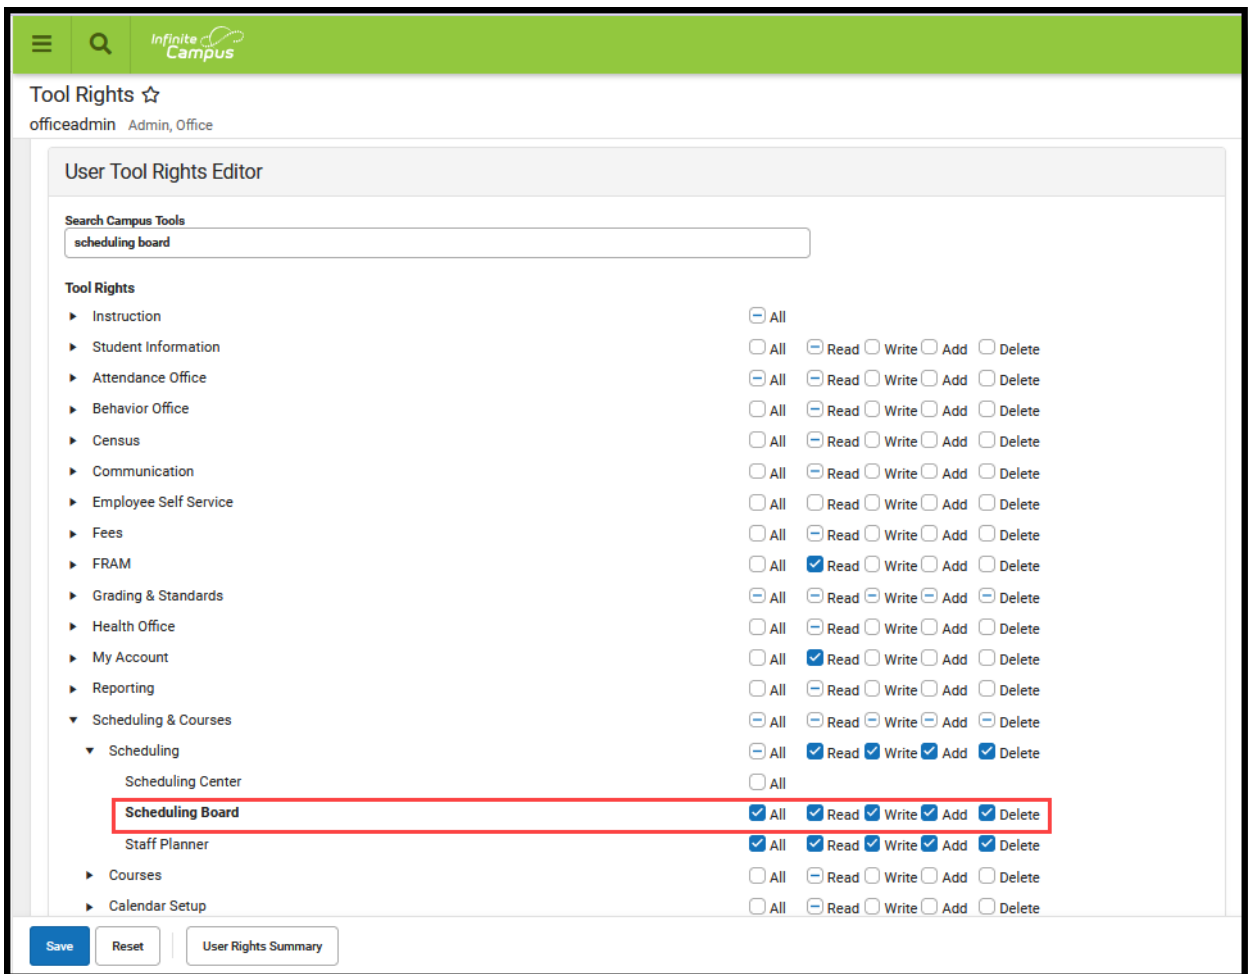 Infinite Campus
Tool Rights
officeadmin Admin, Office
User Tool Rights Editor
Search Campus Tools
scheduling board
Tool Rights
Instruction All
Student Information All Read Write Add Delete
Attendance Office All Read Write Add Delete
Behavior Office All Read Write Add Delete
Census All Read Write Add Delete
Communication All Read Write Add Delete
Employee Self Service All Read Write Add Delete
Fees All Read Write Add Delete
FRAM All Read Write Add Delete
Grading & Standards All Read Write Add Delete
Health Office All Read Write Add Delete
My Account All Read Write Add Delete
Reporting All Read Write Add Delete
Scheduling & Courses All Read Write Add Delete
Scheduling All Read Write Add Delete
Scheduling Center All
Scheduling Board All Read Write Add Delete
Staff Planner All Read Write Add Delete
Courses All Read Write Add Delete
Calendar Setup All Read Write Add Delete
Save Reset User Rights Summary